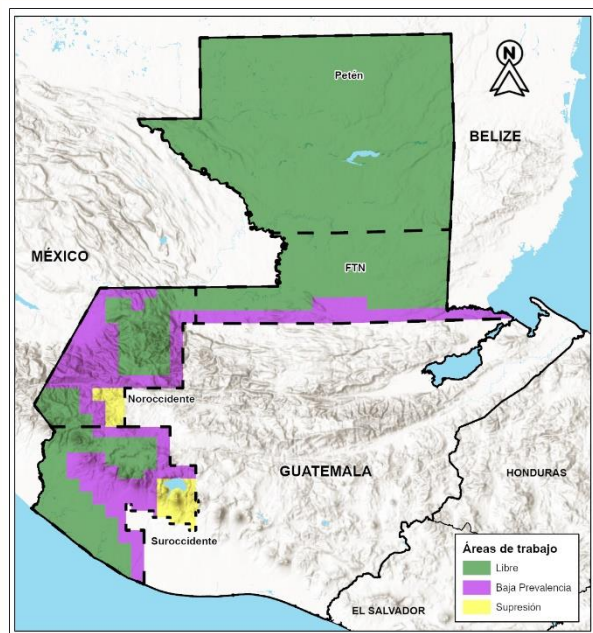 Petén
N
BELIZE
MÉXICO
FTN
Noroccidente
GUATEMALA
HONDURAS
Suroccidente
EL SALVADOR
Áreas de trabajo
Libre
Baja Prevalencia
Supresión